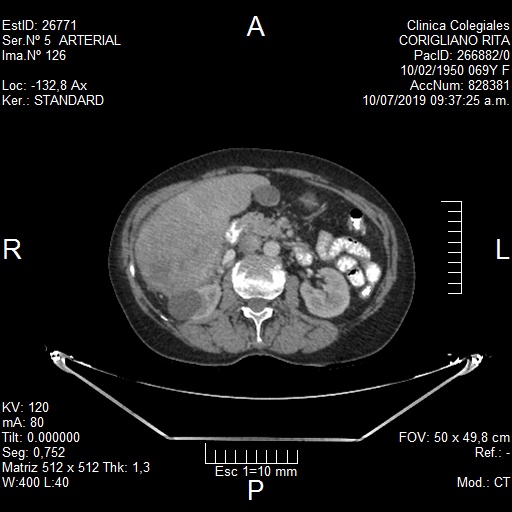 EstID: 26771
Ser.Nº 5 ARTERIAL
Ima.Nº 126
Loc: -132,8 Ax
Ker.: STANDARD
A
Clinica Colegiales
CORIGLIANO RITA
PacID: 266882/0
10/02/1950 069Y F
AccNum: 828381
10/07/2019 09:37:25 a.m.
R
L
KV: 120
mA: 80
Tilt: 0.000000
Seg: 0,752
Matriz 512 x 512 Thk: 1,3
W:400 L:40
Esc 1=10 mm
P
FOV: 50 x 49,8 cm
Ref.: -
Mod.: CT